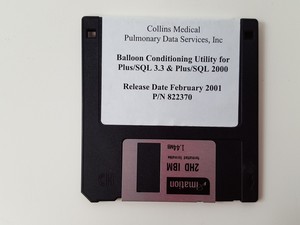 Collins Medical
Pulmonary Data Services, Inc
Balloon Conditioning Utility for
Plus/SQL 3.3 & Plus/SQL 2000
Release Date February 2001
P/N 822370
1.44MB
2HD IBM
imation